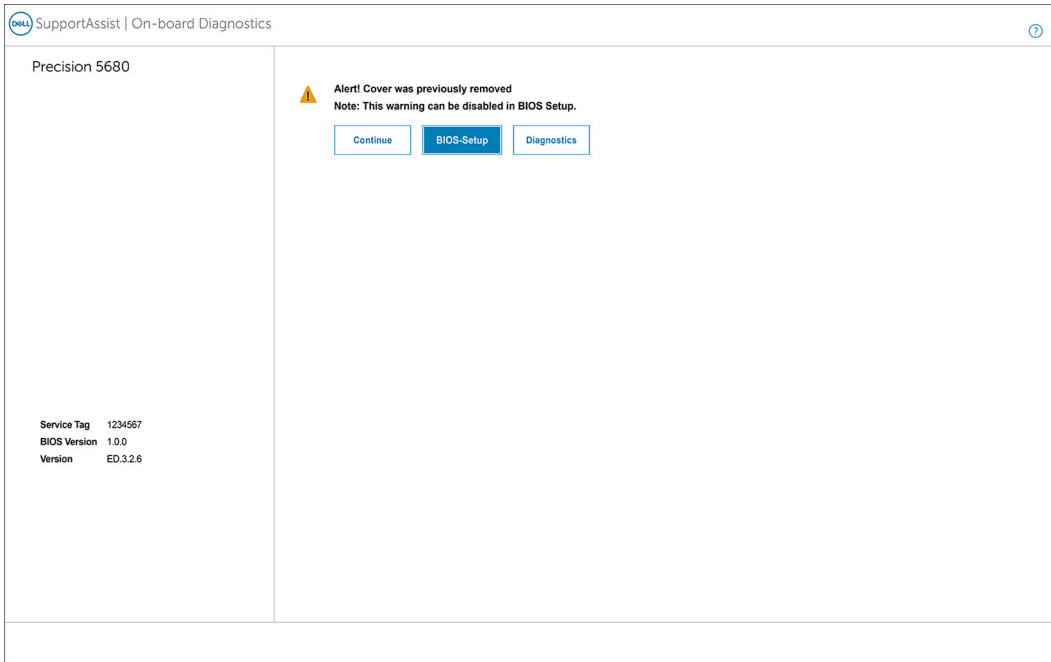 DELL SupportAssist | On-board Diagnostics
?
Precision 5680
Alert! Cover was previously removed
Note: This warning can be disabled in BIOS Setup.
Continue BIOS-Setup Diagnostics
Service Tag 1234567
BIOS Version 1.0.0
Version ED.3.2.6